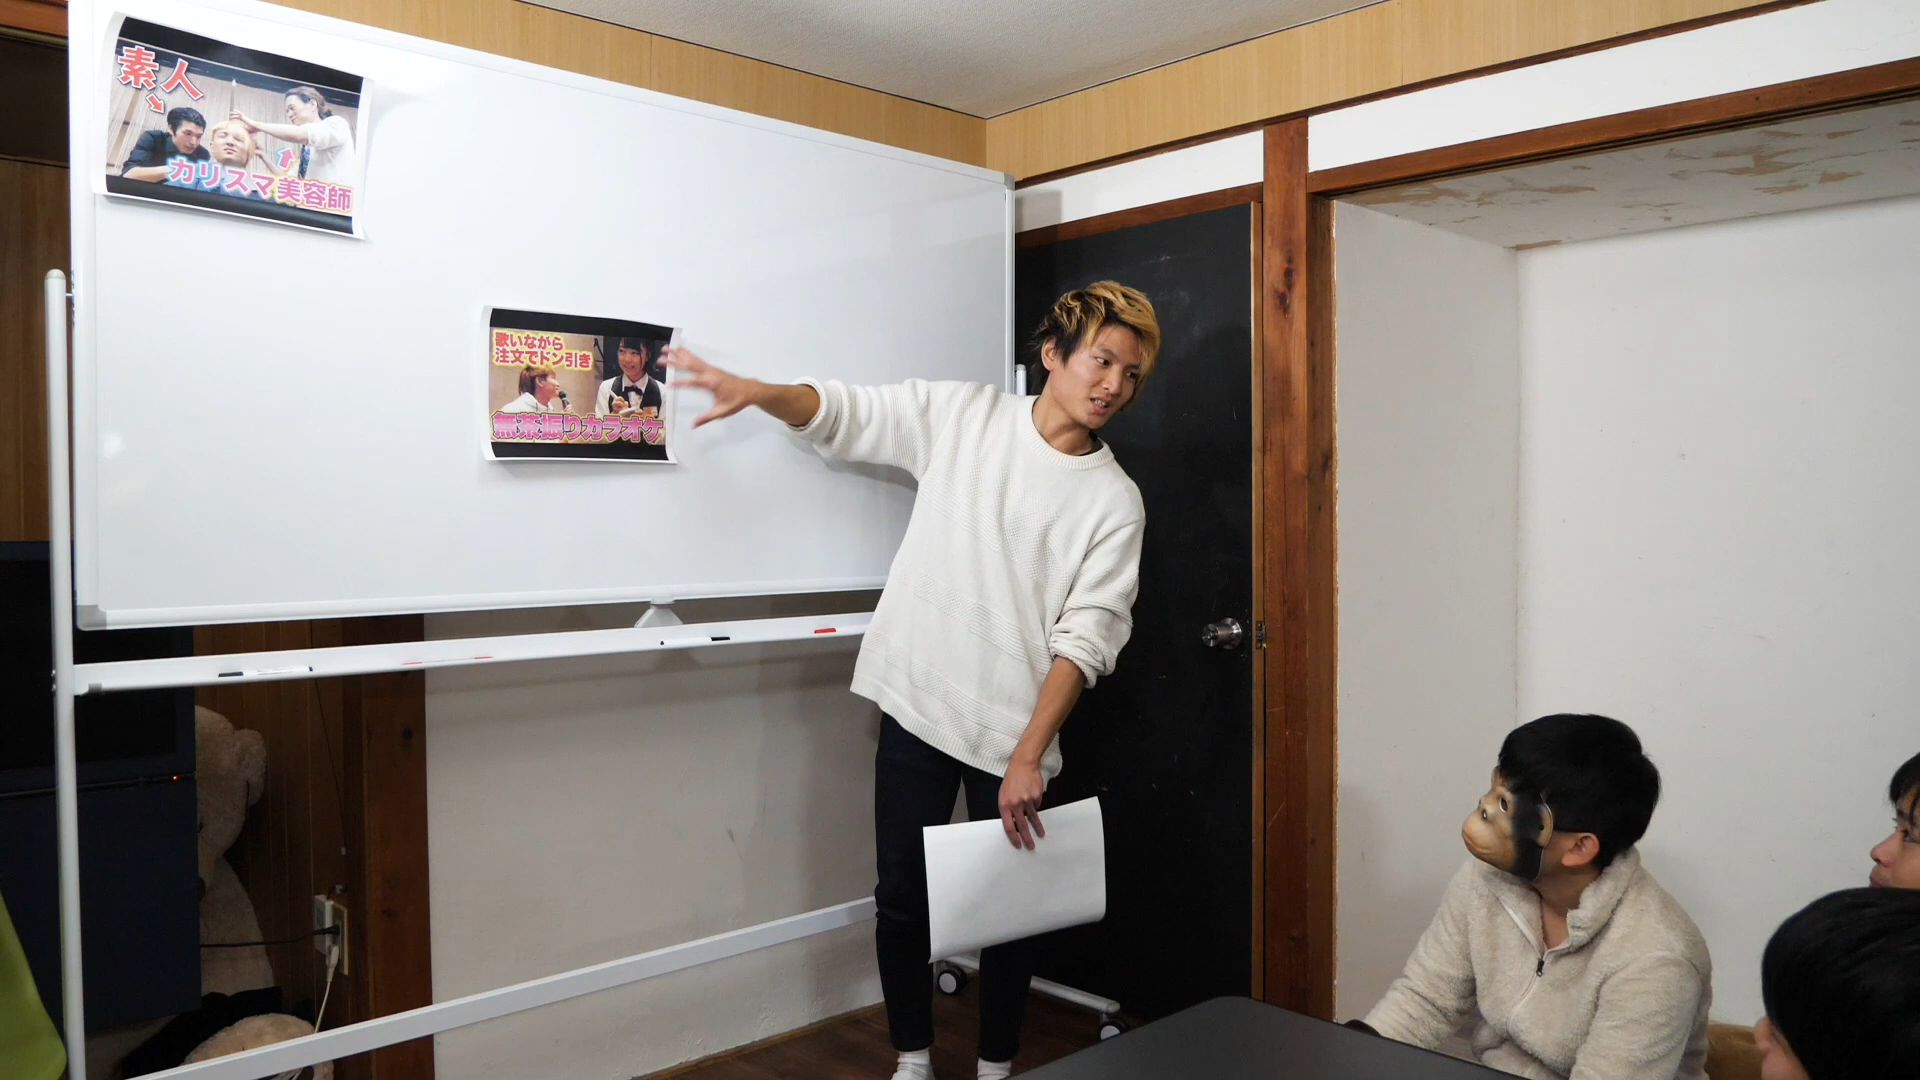 素人
カリスマ美容師
歌いながら
注文でドン引き
無茶振りカラオケ